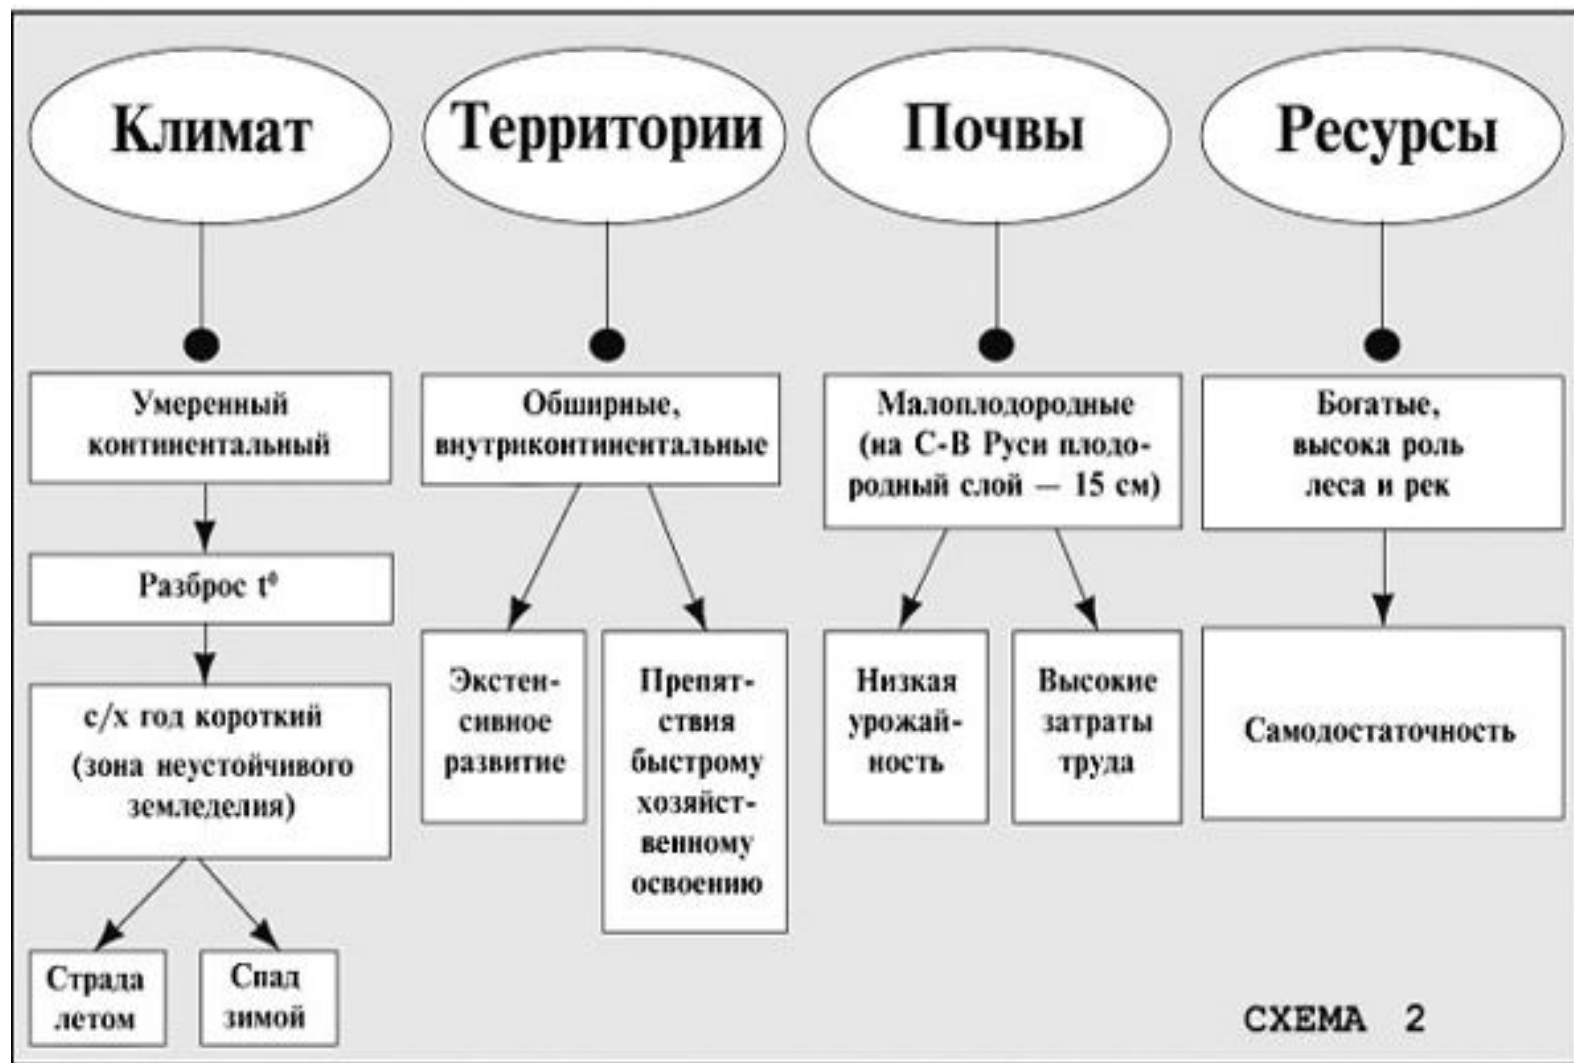 Климат
Умеренный
континентальный
Разброс t⁰
с/х год короткий
(зона неустойчивого
земледелия)
Страда
летом
Спад
зимой
Территории
Обширные,
внутриконтинентальные
Экстен-
сивное
развитие
Препят-
ствия
быстрому
хозяйст-
венному
освоению
Почвы
Малоплодородные
(на С-В Руси плодо-
родный слой — 15 см)
Низкая
урожай-
ность
Высокие
затраты
труда
Ресурсы
Богатые,
высока роль
леса и рек
Самодостаточность
СХЕМА 2